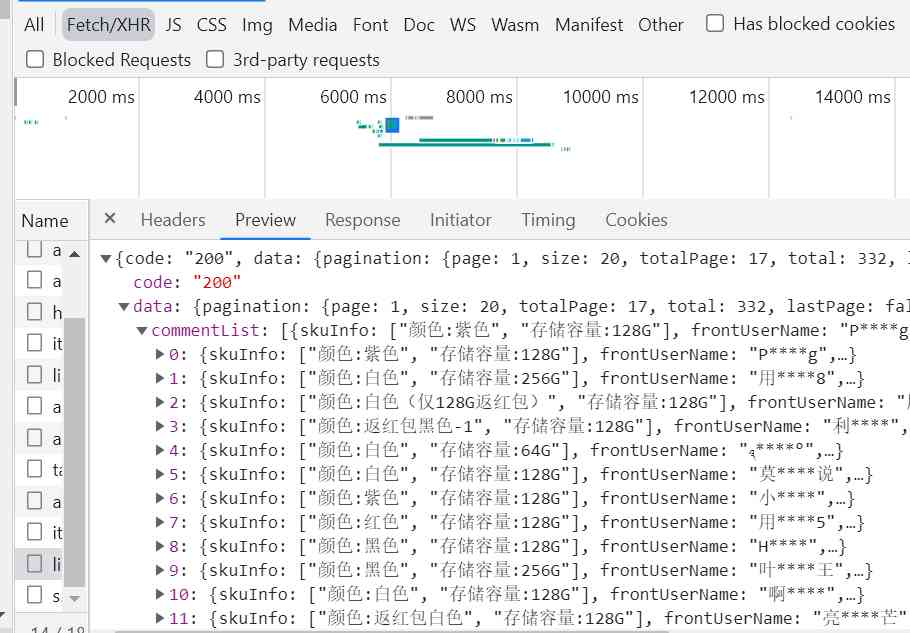 All Fetch/XHR JS CSS Img Media Font Doc WS Wasm Manifest Other Has blocked cookies
Blocked Requests 3rd-party requests
2000 ms 4000 ms 6000 ms 8000 ms 10000 ms 12000 ms 14000 ms
Name × Headers Preview Response Initiator Timing Cookies
a
a
h
it
li
a
a
ta
a
it
li
s
▼{code: "200", data: {pagination: {page: 1, size: 20, totalPage: 17, total: 332,
code: "200"
▼data: {pagination: {page: 1, size: 20, totalPage: 17, total: 332, lastPage: fal
▼commentList: [{skuInfo: ["颜色:紫色", "存储容量:128G"], frontUserName: "P****g
▶0: {skuInfo: ["颜色:紫色", "存储容量:128G"], frontUserName: "P****g",…}
▶1: {skuInfo: ["颜色:白色", "存储容量:256G"], frontUserName: "用****8",…}
▶2: {skuInfo: ["颜色:白色（仅128G返红包）", "存储容量:128G"], frontUserName: "
▶3: {skuInfo: ["颜色:返红包黑色-1", "存储容量:128G"], frontUserName: "利****",
▶4: {skuInfo: ["颜色:白色", "存储容量:64G"], frontUserName: "****°",…}
▶5: {skuInfo: ["颜色:白色", "存储容量:128G"], frontUserName: "莫****说",…}
▶6: {skuInfo: ["颜色:紫色", "存储容量:128G"], frontUserName: "小****",…}
▶7: {skuInfo: ["颜色:红色", "存储容量:128G"], frontUserName: "用****5",…}
▶8: {skuInfo: ["颜色:黑色", "存储容量:128G"], frontUserName: "H****",…}
▶9: {skuInfo: ["颜色:黑色", "存储容量:256G"], frontUserName: "叶****王",…}
▶10: {skuInfo: ["颜色:白色", "存储容量:128G"], frontUserName: "啊****",…}
▶11: {skuInfo: ["颜色:返红包白色", "存储容量:128G"], frontUserName: "亮****芒"